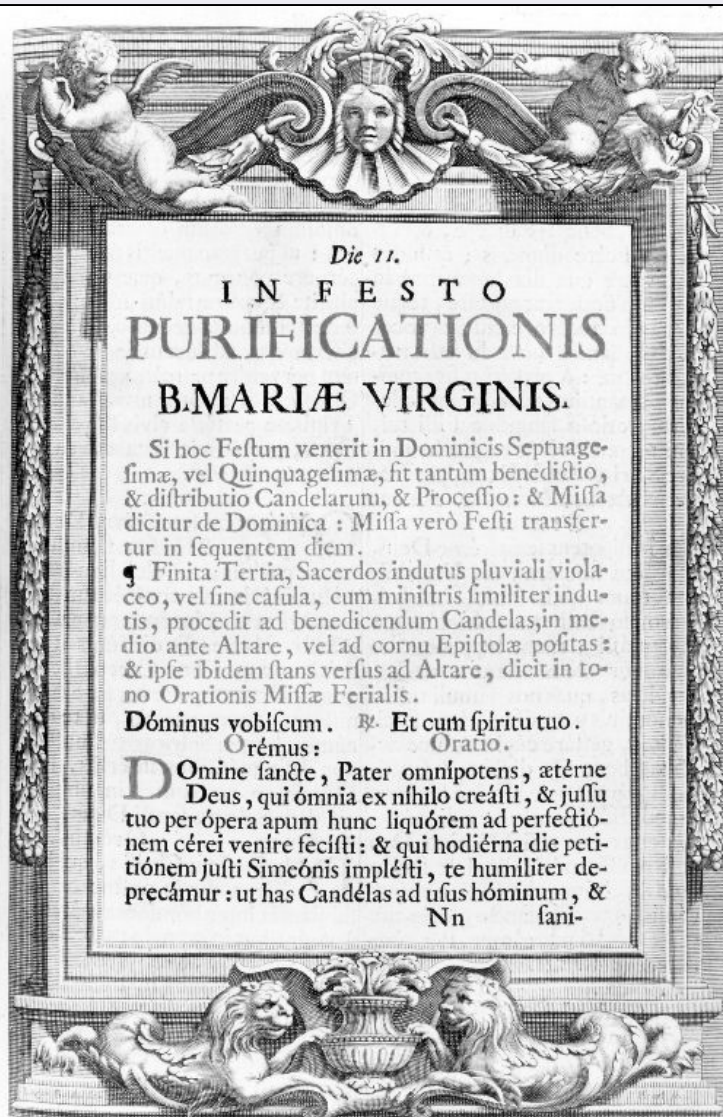 Die 11.
IN FESTO
PURIFICATIONIS
B. MARIÆ VIRGINIS.
Si hoc Feſtum venerit in Dominicis Septuage-
ſimæ, vel Quinquageſimæ, fit tantùm benedictio,
& diſtributio Candelarum, & Proceſſio: & Miſſa
dicitur de Dominica : Miſſa verò Feſti transfer-
tur in ſequentem diem.
¶ Finita Tertia, Sacerdos indutus pluviali viola-
ceo, vel ſine caſula, cum miniſtris ſimiliter indu-
tis, procedit ad benedicendum Candelas, in me-
dio ante Altare, vel ad cornu Epiſtolæ poſitas:
& ipſe ibidem ſtans verſus ad Altare, dicit in to-
no Orationis Miſſæ Ferialis.
Dóminus vobiſcum. ℟. Et cum ſpiritu tuo.
Orémus: Oratio.
DOmine ſancte, Pater omnípotens, ætérne
Deus, qui ómnia ex níhilo creáſti, & juſſu
tuo per ópera apum hunc liquórem ad perfectió-
nem cérei veníre fecíſti: & qui hodiérna die peti-
tiónem juſti Simeónis impléſti, te humíliter de-
precámur: ut has Candélas ad uſus hóminum, &
Nn ſani-